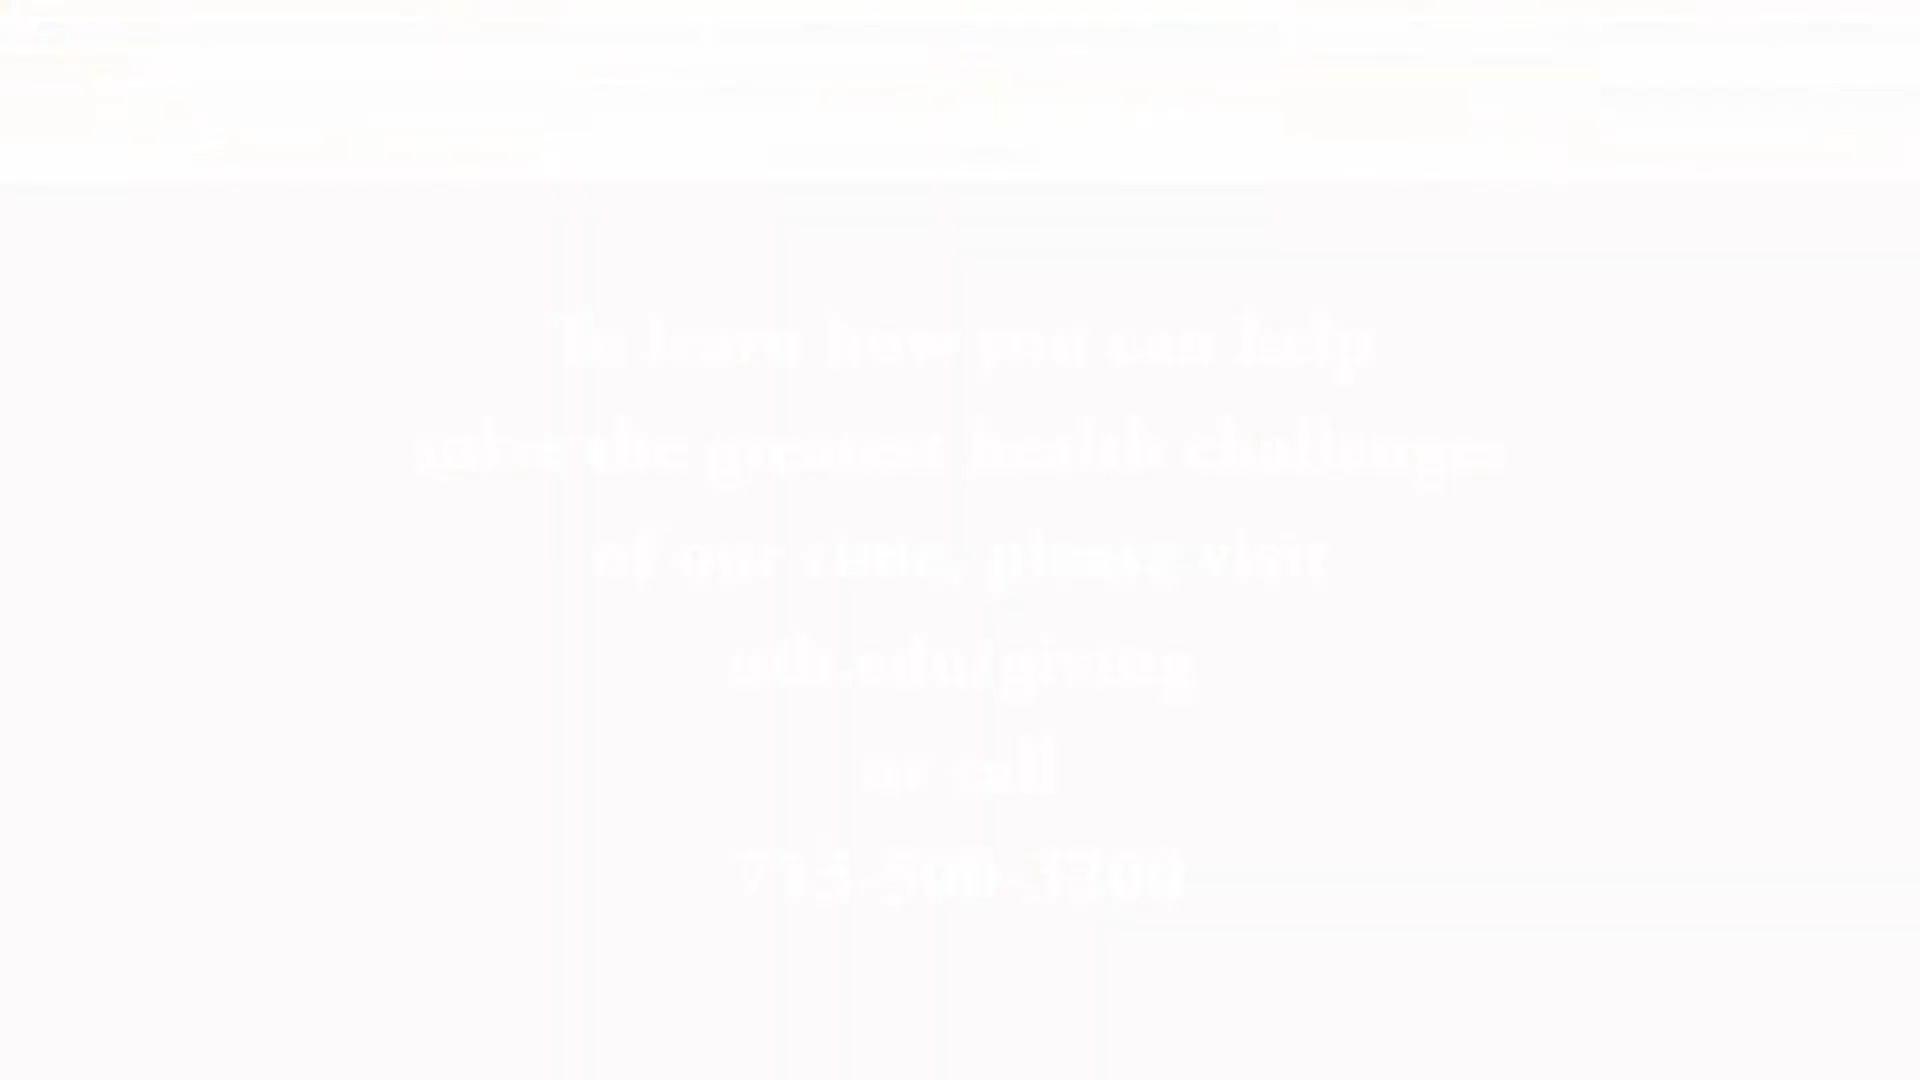 To learn how you can help
solve the greatest health challenges
of our time, please visit
uth.edu/giving
or call
713-500-3200